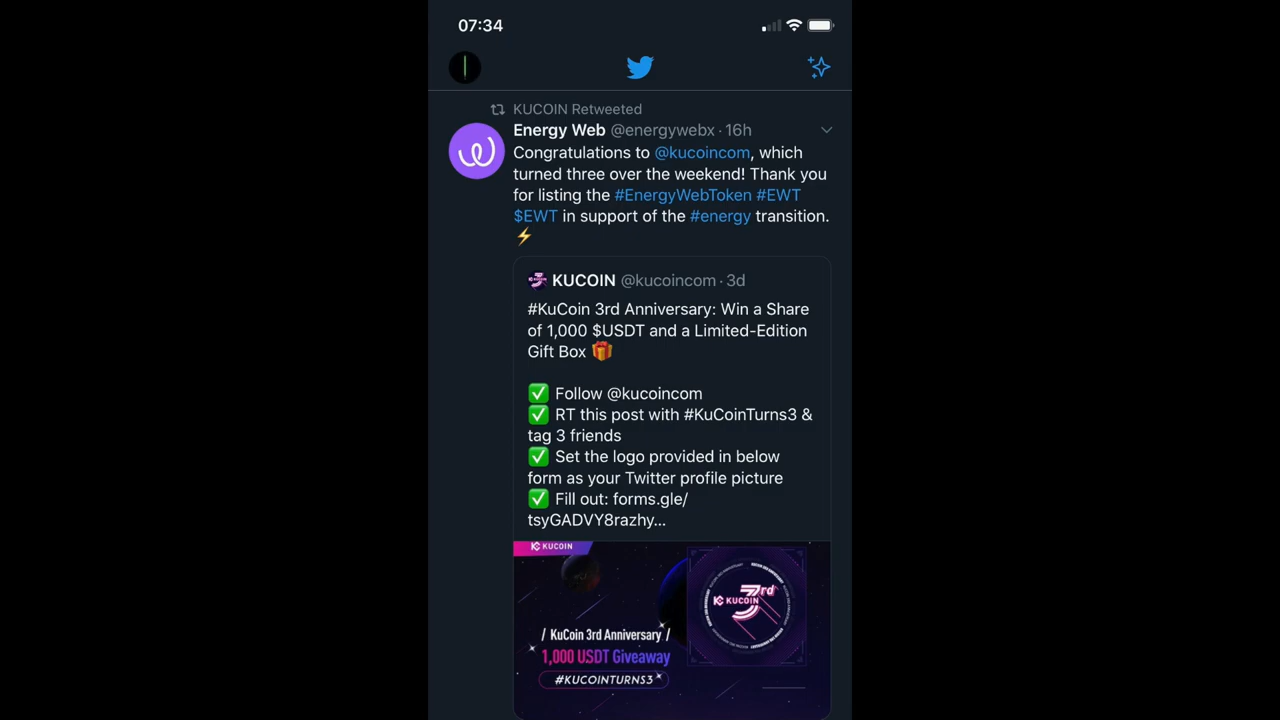 07:34
KUCOIN Retweeted
Energy Web @energywebx · 16h
Congratulations to @kucoincom, which
turned three over the weekend! Thank you
for listing the #EnergyWebToken #EWT
$EWT in support of the #energy transition.
⚡
KUCOIN @kucoincom · 3d
#KuCoin 3rd Anniversary: Win a Share
of 1,000 $USDT and a Limited-Edition
Gift Box 🎁
✅ Follow @kucoincom
✅ RT this post with #KuCoinTurns3 &
tag 3 friends
✅ Set the logo provided in below
form as your Twitter profile picture
✅ Fill out: forms.gle/
tsyGADVY8razhy...
KUCOIN
KUCOIN 3rd
/ KuCoin 3rd Anniversary /
1,000 USDT Giveaway
#KUCOINTURNS3